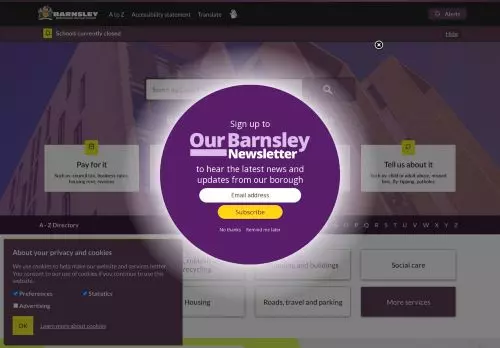 BARNSLEY
A to Z
Accessibility statement
Translate
Alerts
Schools currently closed
Hide
Sign up to
Our Barnsley
Newsletter
to hear the latest news and
updates from our borough
Email address
Subscribe
No thanks
Remind me later
Pay for it
Such as: council tax, business rates,
housing rent, invoices
Tell us about it
Such as: child or adult abuse, missed
bins, fly-tipping, potholes
A - Z Directory
P Q R S T U V W X Y Z
About your privacy and cookies
We use cookies to help make our website and services better.
You consent to our use of cookies if you continue to use this
website.
Preferences
Statistics
Advertising
OK
Learn more about cookies
recycling
and buildings
Social care
Housing
Roads, travel and parking
More services